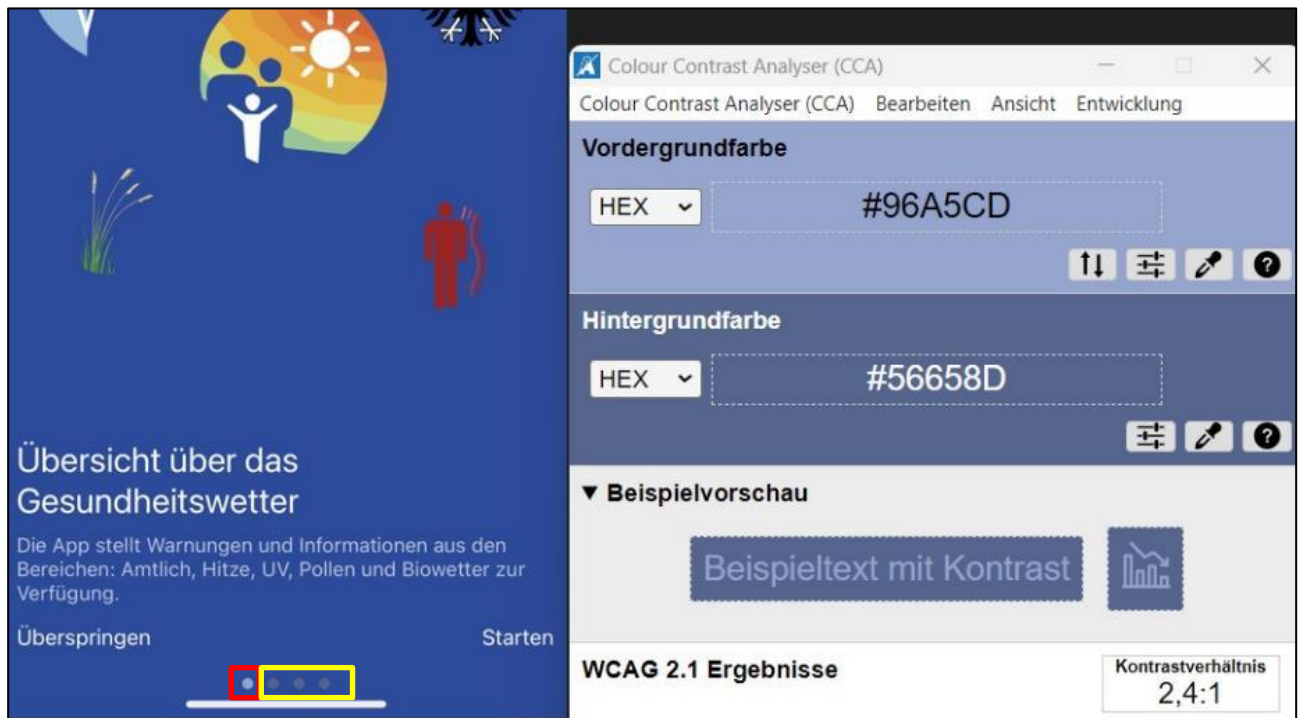 Colour Contrast Analyser (CCA)
Colour Contrast Analyser (CCA) Bearbeiten Ansicht Entwicklung
Vordergrundfarbe
HEX #96A5CD
Hintergrundfarbe
HEX #56658D
▼ Beispielvorschau
Beispieltext mit Kontrast
WCAG 2.1 Ergebnisse
Kontrastverhältnis
2,4:1
Übersicht über das
Gesundheitswetter
Die App stellt Warnungen und Informationen aus den
Bereichen: Amtlich, Hitze, UV, Pollen und Biowetter zur
Verfügung.
Überspringen Starten